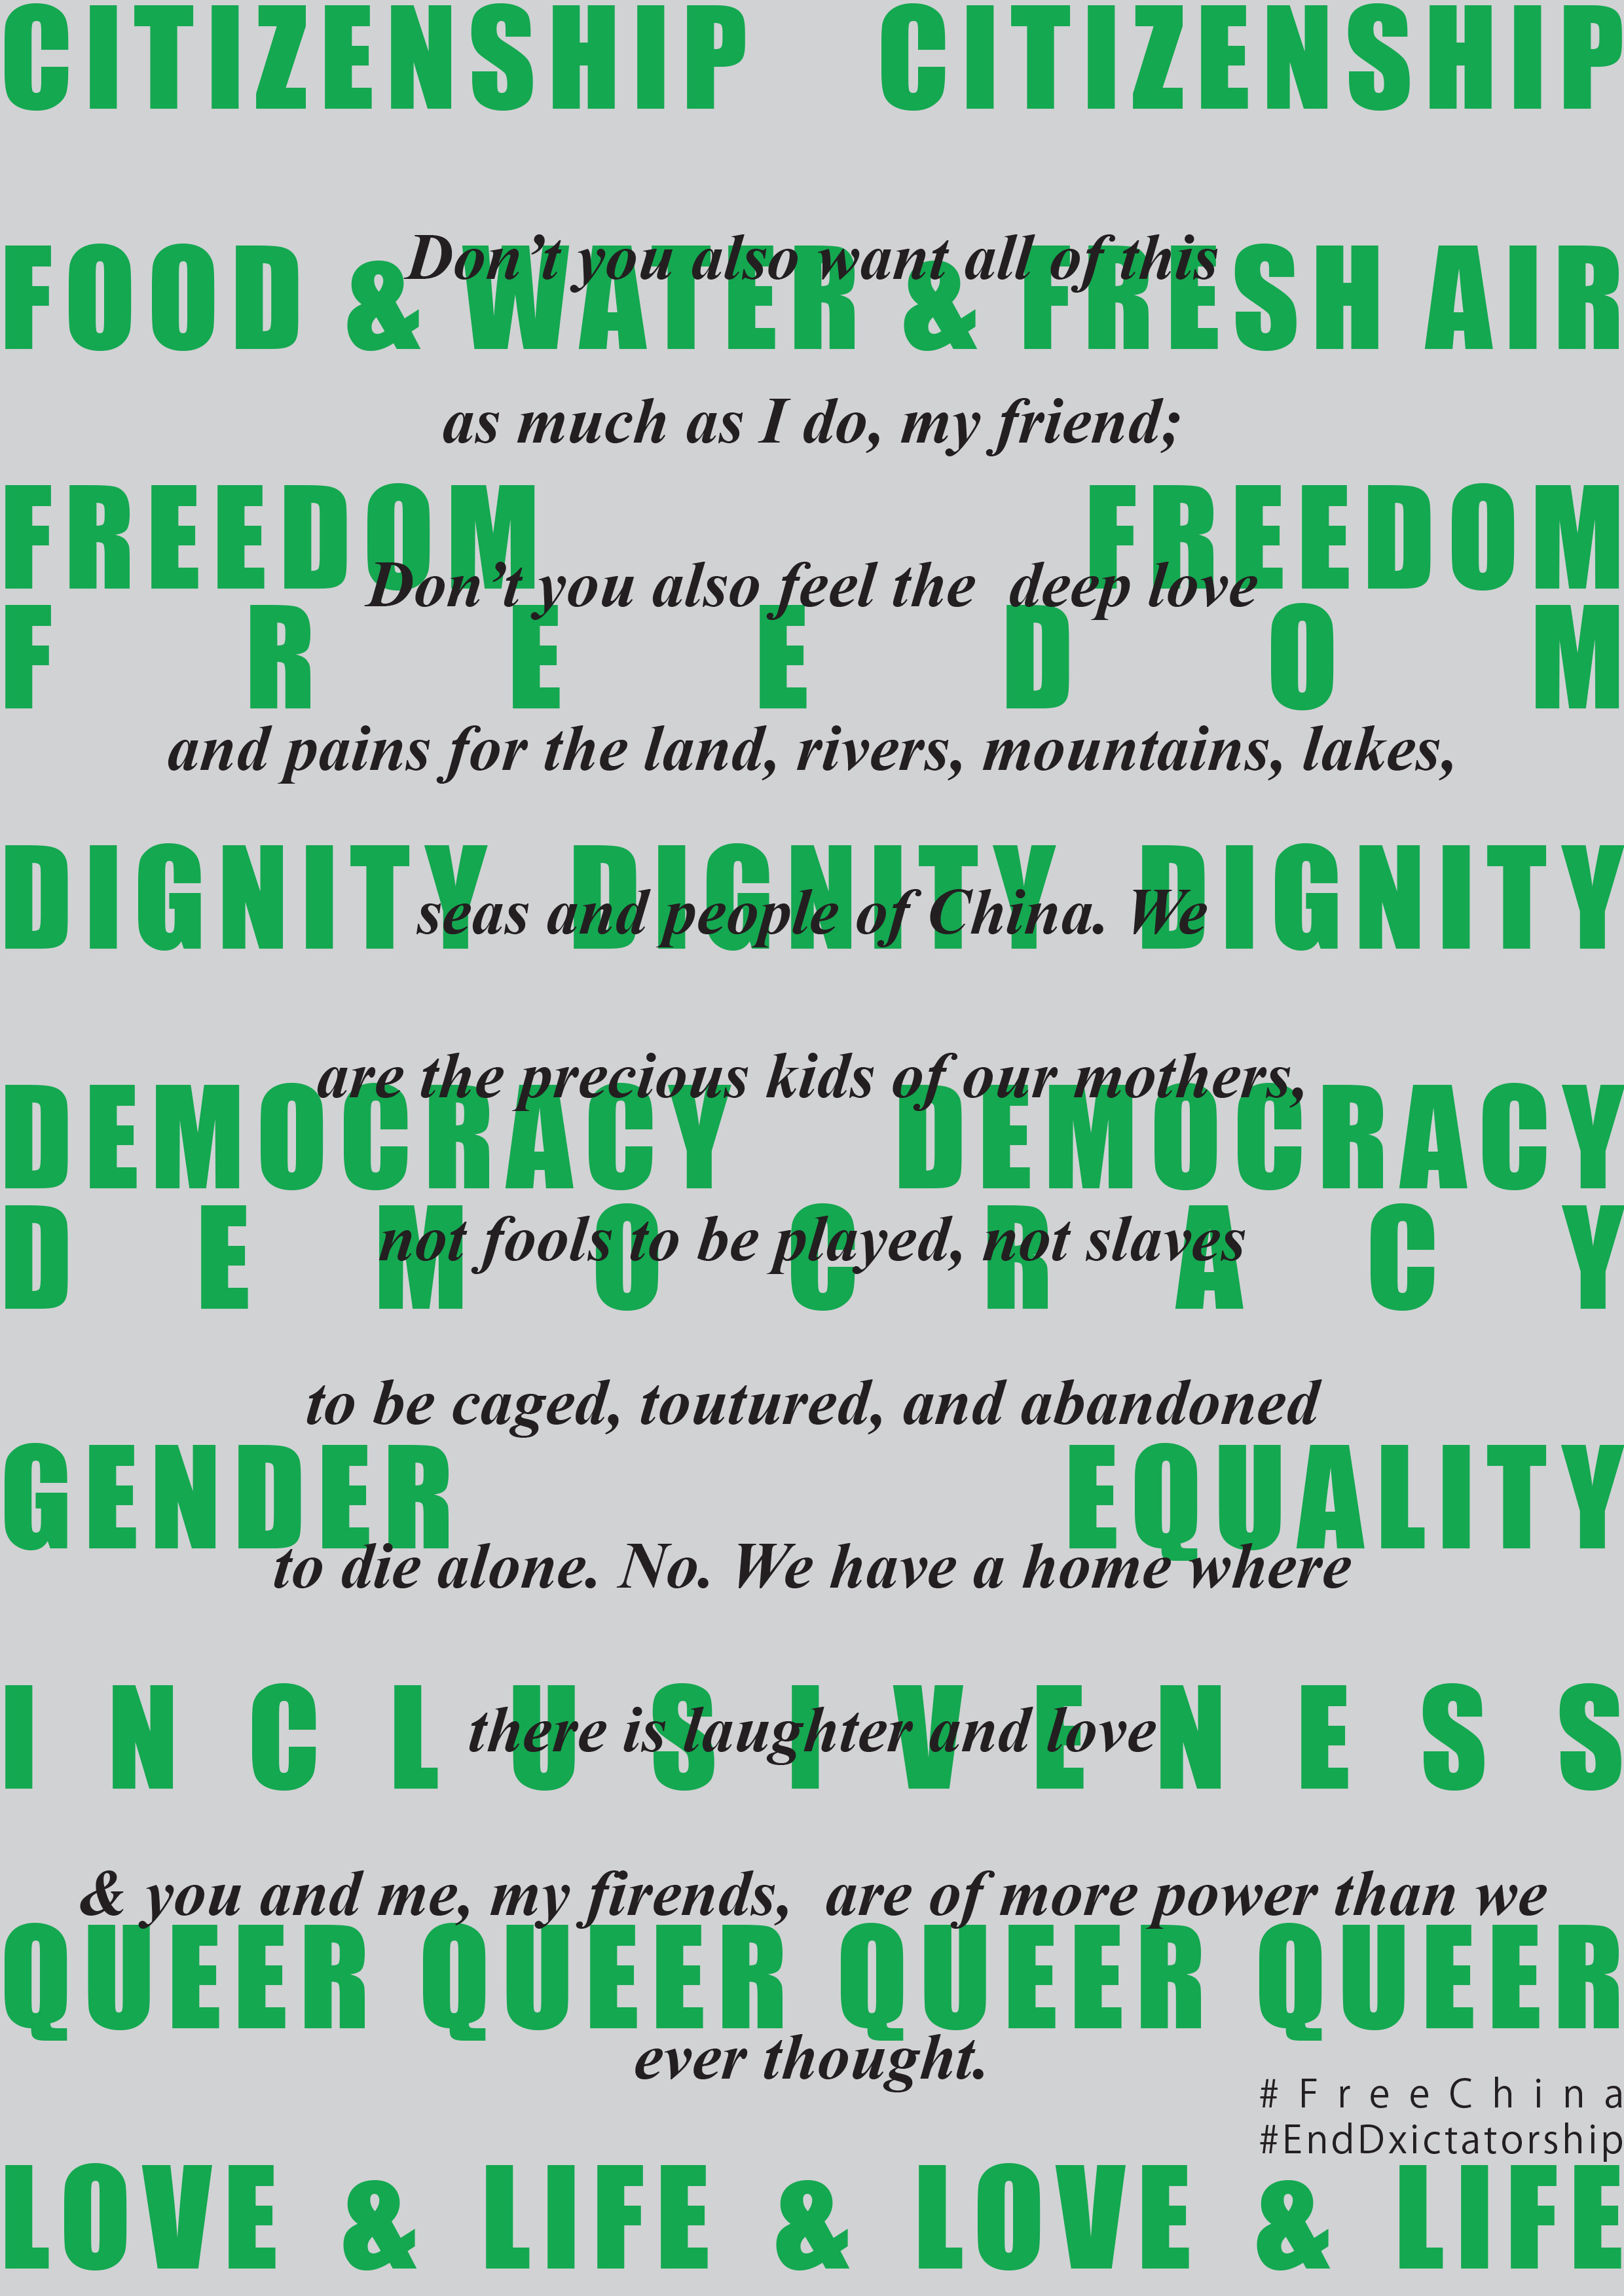 CITIZENSHIP CITIZENSHIP
Don’t you also want all of this
FOOD & WATER & FRESH AIR
as much as I do, my friend;
FREEDOM FREEDOM
Don’t you also feel the deep love
F R E E D O M
and pains for the land, rivers, mountains, lakes,
DIGNITY DIGNITY DIGNITY
seas and people of China. We
are the precious kids of our mothers,
DEMOCRACY DEMOCRACY
not fools to be played, not slaves
D E M O C R A C Y
to be caged, toutured, and abandoned
GENDER EQUALITY
to die alone. No. We have a home where
I N C L U S I V E N E S S
there is laughter and love
& you and me, my firends, are of more power than we
QUEER QUEER QUEER QUEER
ever thought.
# F r e e C h i n a
#EndDxictatorship
LOVE & LIFE & LOVE & LIFE